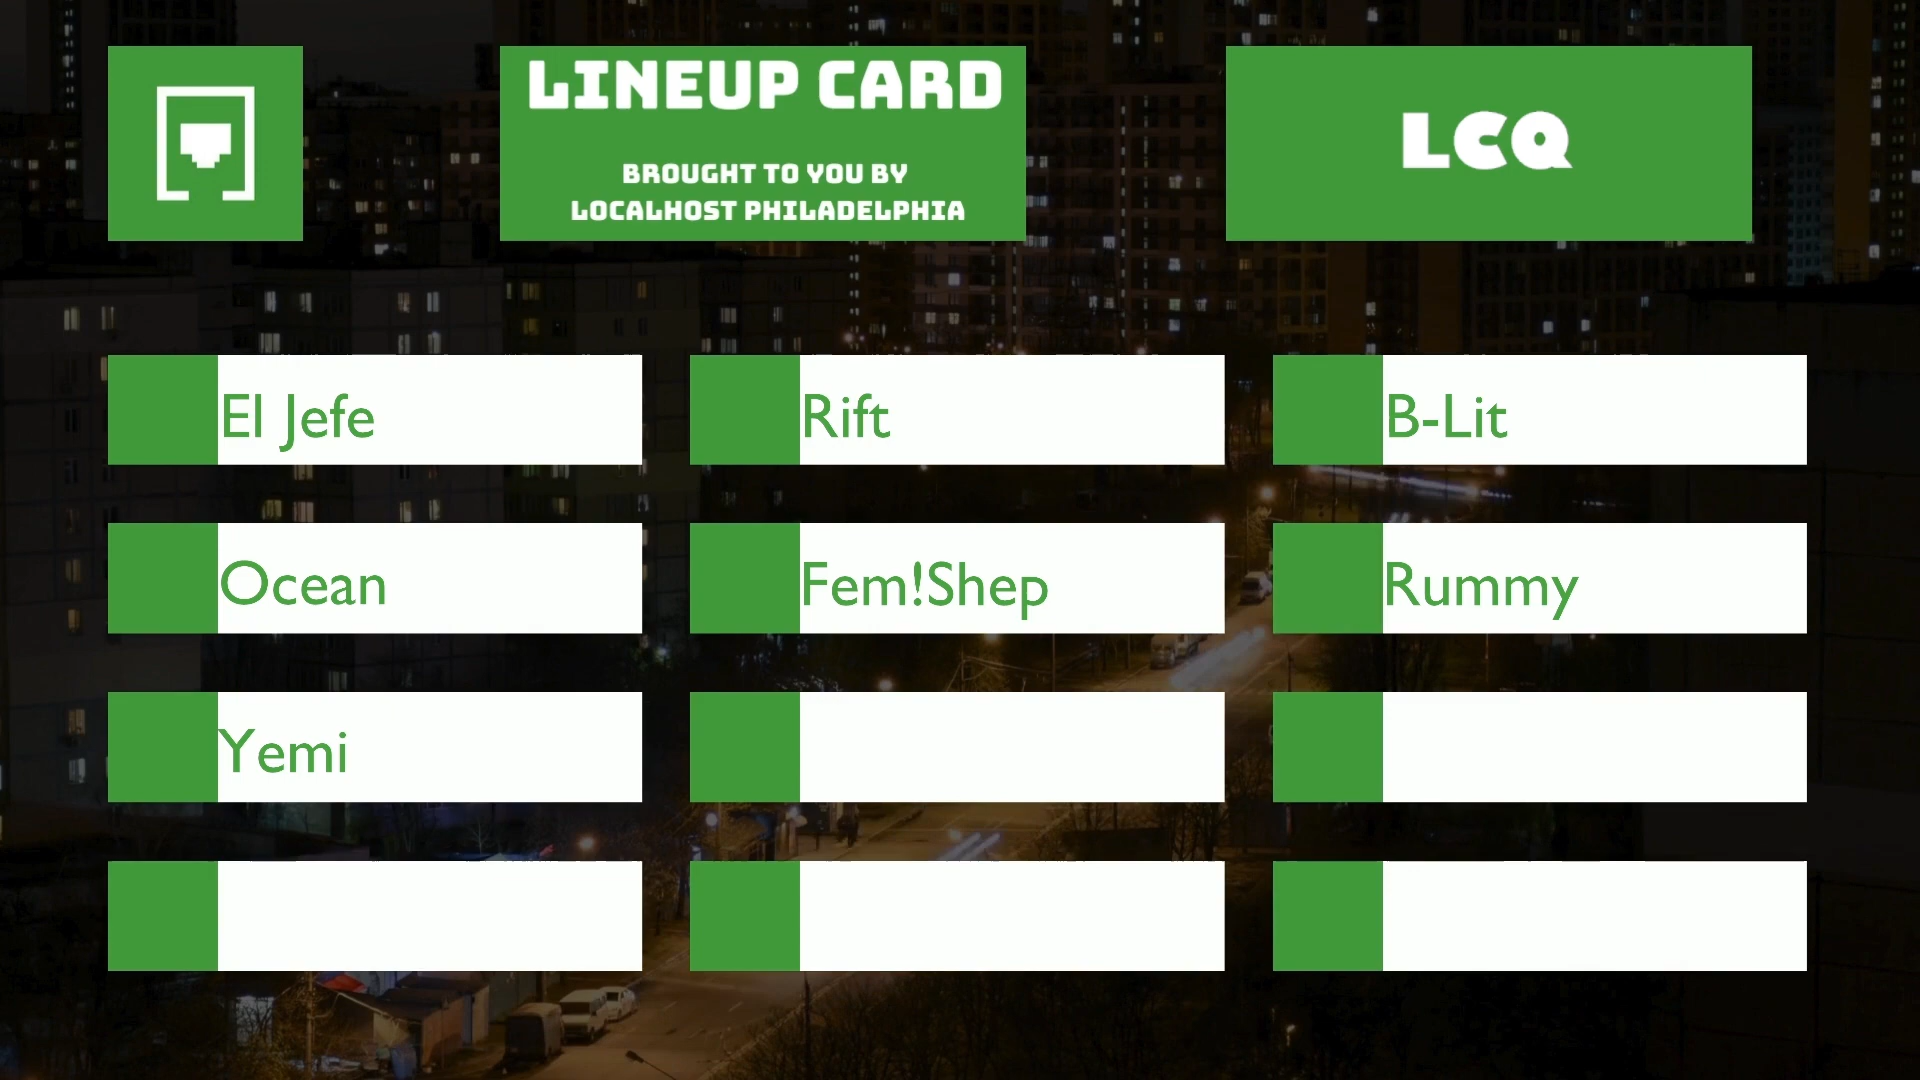 LINEUP CARD
BROUGHT TO YOU BY
LOCALHOST PHILADELPHIA
LCQ
El Jefe
Rift
B-Lit
Ocean
Fem!Shep
Rummy
Yemi